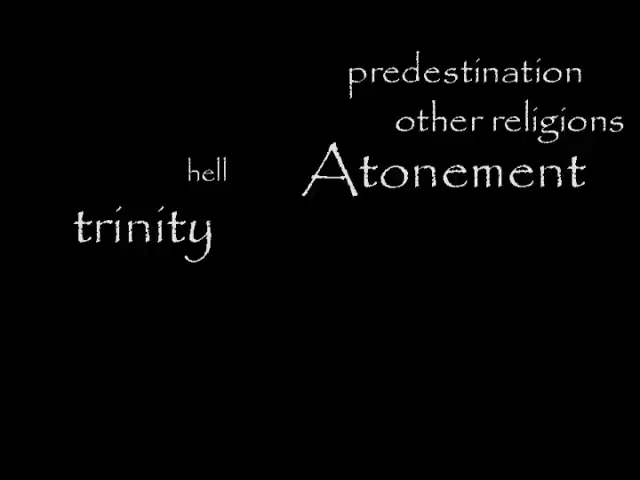 predestination
other religions
hell
Atonement
trinity